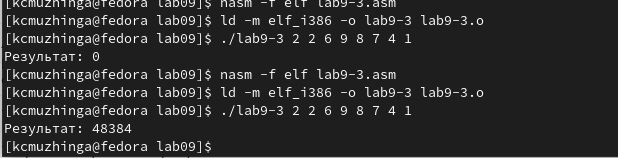 [kcmuzhinga@fedora lab09]$ nasm -f elf lab9-3.asm
[kcmuzhinga@fedora lab09]$ ld -m elf_i386 -o lab9-3 lab9-3.o
[kcmuzhinga@fedora lab09]$ ./lab9-3 2 2 6 9 8 7 4 1
Результат: 0
[kcmuzhinga@fedora lab09]$ nasm -f elf lab9-3.asm
[kcmuzhinga@fedora lab09]$ ld -m elf_i386 -o lab9-3 lab9-3.o
[kcmuzhinga@fedora lab09]$ ./lab9-3 2 2 6 9 8 7 4 1
Результат: 48384
[kcmuzhinga@fedora lab09]$